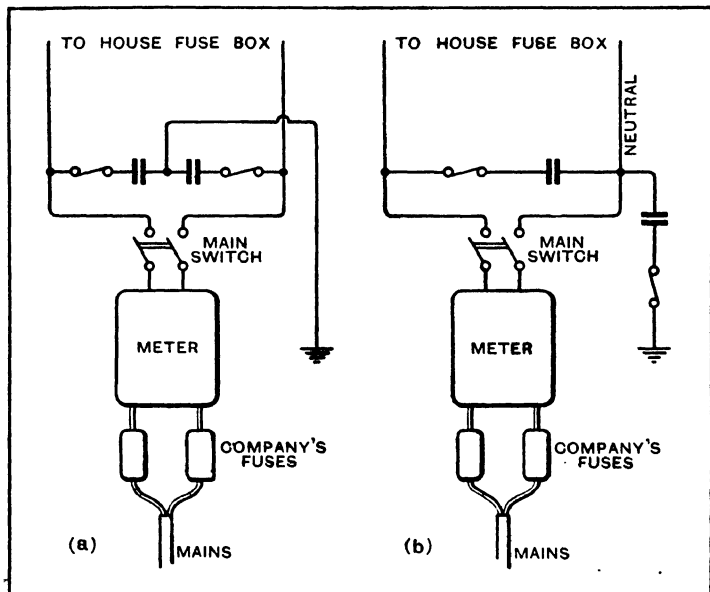 TO HOUSE FUSE BOX
MAIN
SWITCH
METER
COMPANY'S
FUSES
(a)
MAINS
TO HOUSE FUSE BOX
NEUTRAL
MAIN
SWITCH
METER
COMPANY'S
FUSES
(b)
MAINS